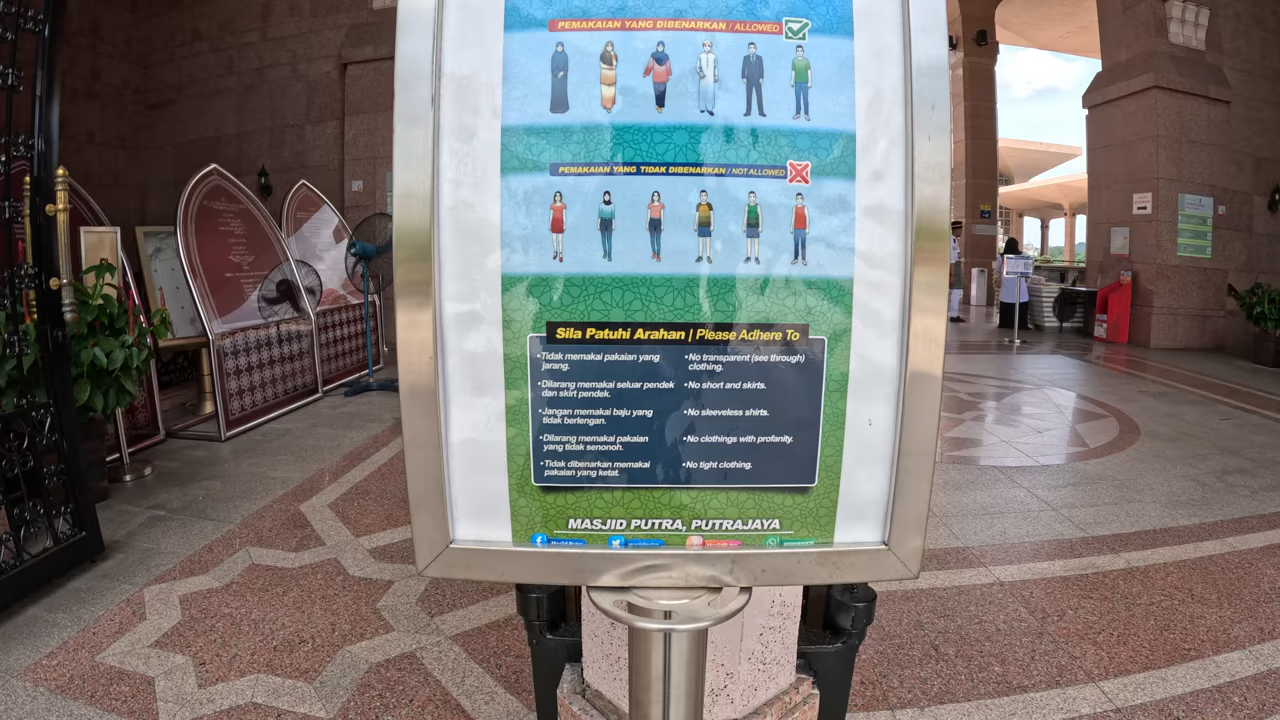 PEMAKAIAN YANG DIBENARKAN / ALLOWED
PEMAKAIAN YANG TIDAK DIBENARKAN / NOT ALLOWED
Sila Patuhi Arahan | Please Adhere To
•Tidak memakai pakaian yang
jarang.
•Dilarang memakai seluar pendek
dan skirt pendek.
•Jangan memakai baju yang
tidak berlengan.
•Dilarang memakai pakaian
yang tidak senonoh.
•Tidak dibenarkan memakai
pakaian yang ketat.
•No transparent (see through)
clothing.
•No short and skirts.
•No sleeveless shirts.
•No clothings with profanity.
•No tight clothing.
MASJID PUTRA, PUTRAJAYA